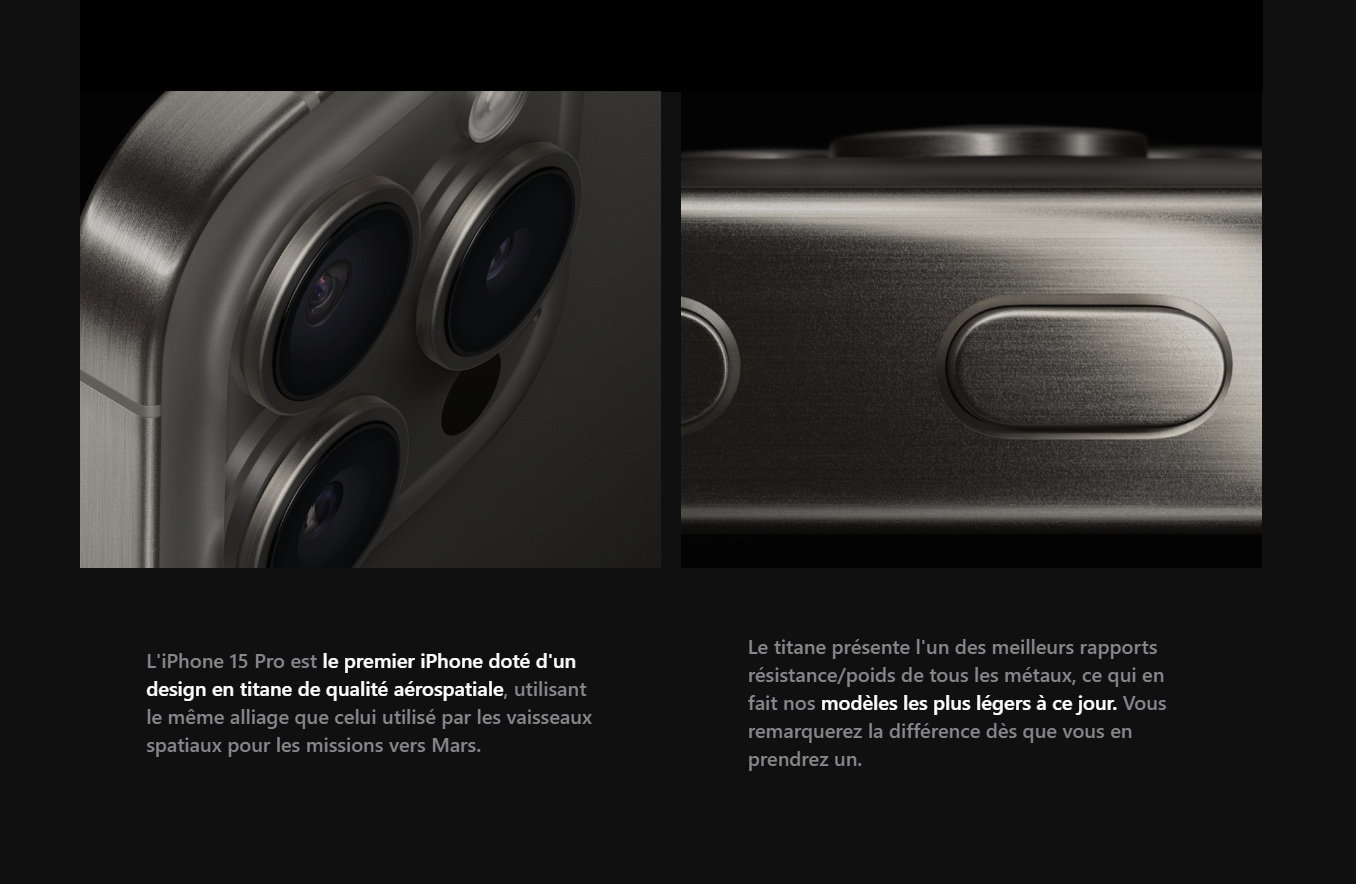 L'iPhone 15 Pro est le premier iPhone doté d'un
design en titane de qualité aérospatiale, utilisant
le même alliage que celui utilisé par les vaisseaux
spatiaux pour les missions vers Mars.
Le titane présente l'un des meilleurs rapports
résistance/poids de tous les métaux, ce qui en
fait nos modèles les plus légers à ce jour. Vous
remarquerez la différence dès que vous en
prendrez un.